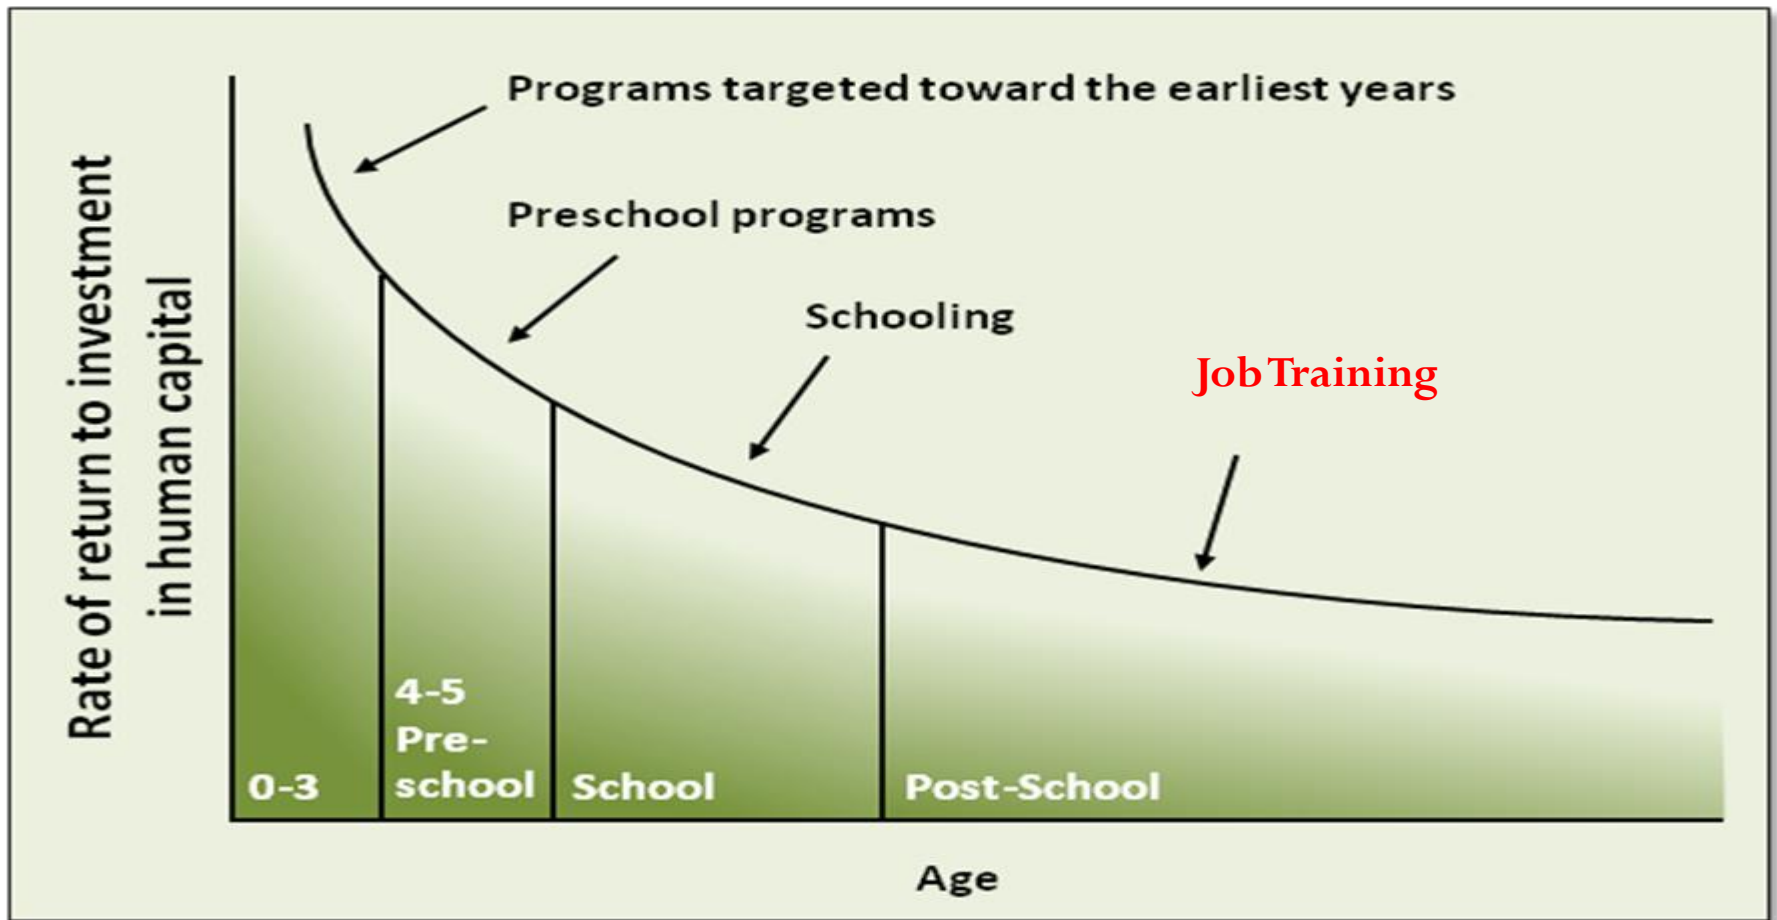 Programs targeted toward the earliest years
Preschool programs
Schooling
Job Training
Rate of return to investment
in human capital
0-3
4-5
Pre-
school
School
Post-School
Age